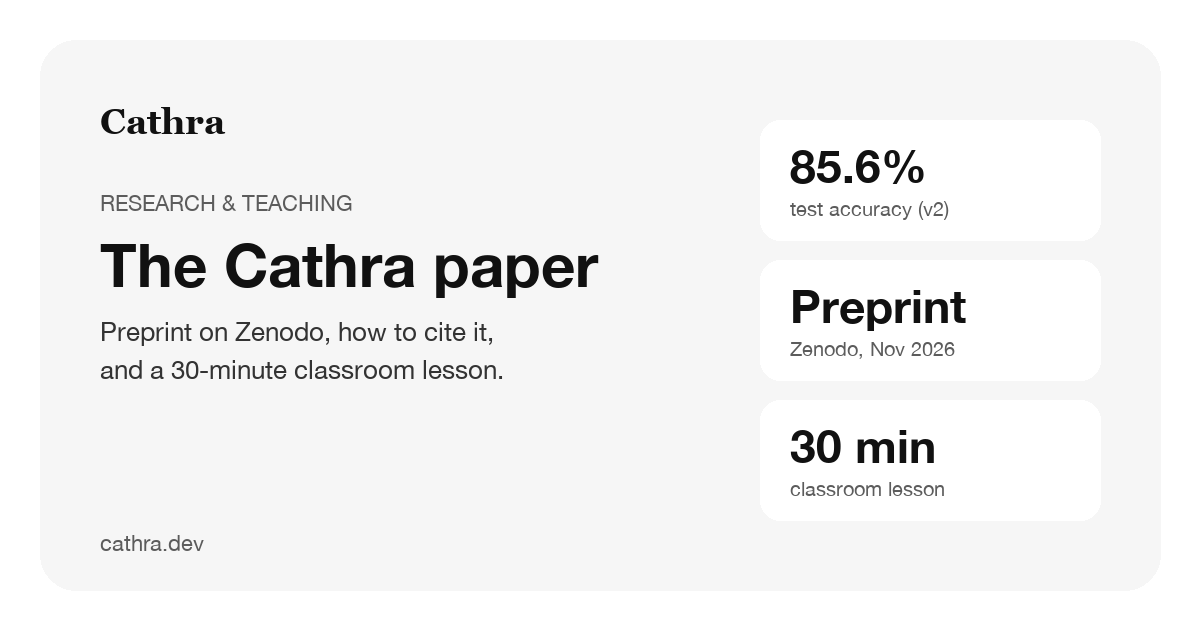 Cathra
RESEARCH & TEACHING
The Cathra paper
Preprint on Zenodo, how to cite it,
and a 30-minute classroom lesson.
cathra.dev
85.6%
test accuracy (v2)
Preprint
Zenodo, Nov 2026
30 min
classroom lesson